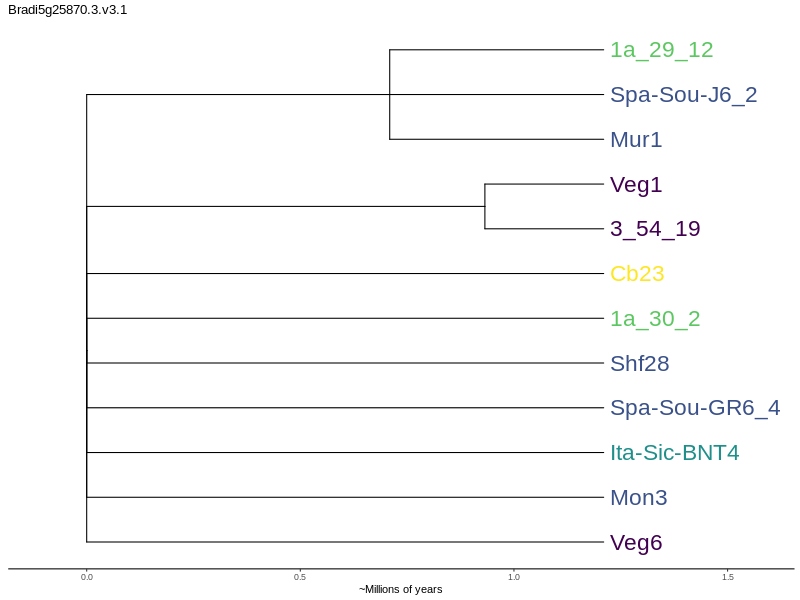 Bradi5g25870.3.v3.1
1a_29_12
Spa-Sou-J6_2
Mur1
Veg1
3_54_19
Cb23
1a_30_2
Shf28
Spa-Sou-GR6_4
Ita-Sic-BNT4
Mon3
Veg6
0.0 0.5 1.0 1.5
~Millions of years